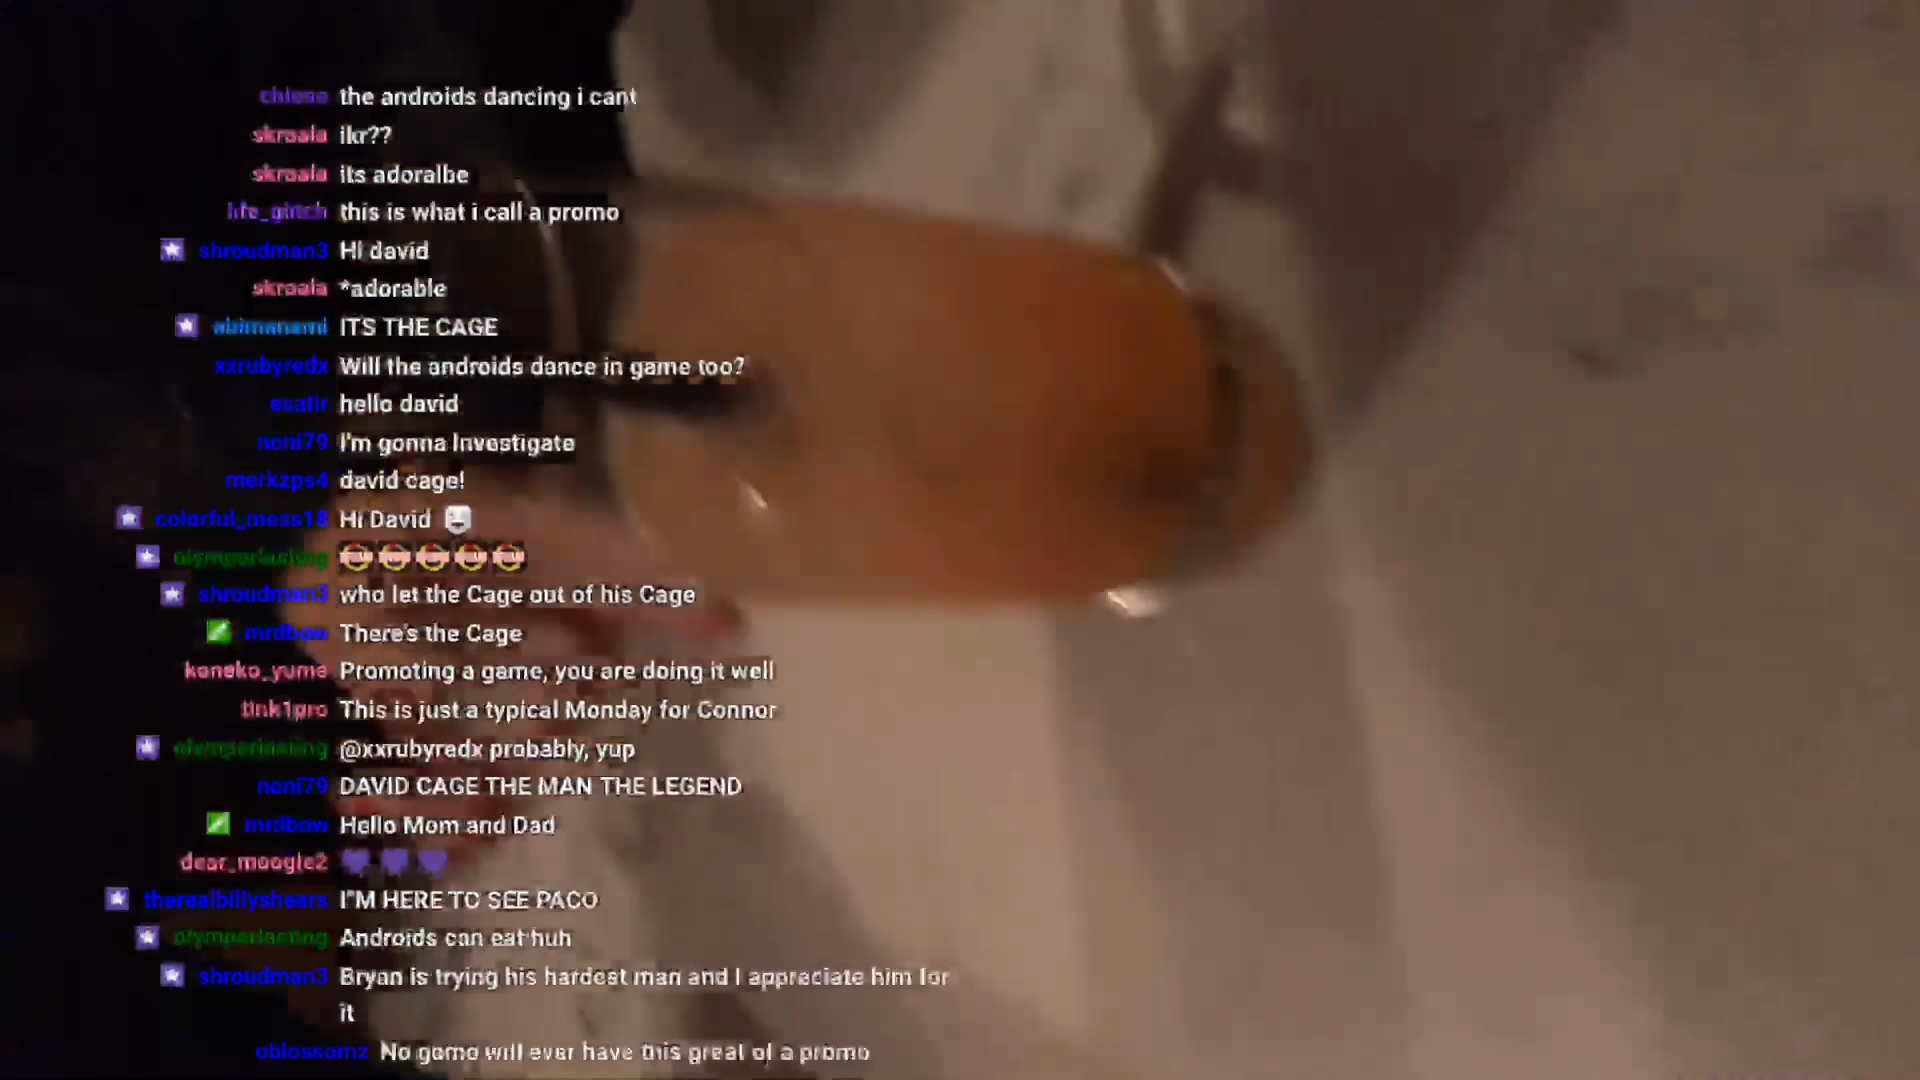 chlose the androids dancing i cant
skraala ikr??
skraala its adoralbe
life_glitch this is what i call a promo
shroudman3 HI david
skraala *adorable
ITS THE CAGE
xxrubyredx Will the androids dance in game too?
esatir hello david
noni79 I'm gonna Investigate
merkzps4 david cage!
colorful_mess18 Hi David
olymperlasting
shroudman3 who let the Cage out of his Cage
mrdbow There's the Cage
koneko_yume Promoting a game, you are doing it well
tink1pro This is just a typical Monday for Connor
olymperlasting @xxrubyredx probably, yup
noni79 DAVID CAGE THE MAN THE LEGEND
mrdbow Hello Mom and Dad
dear_moogle2
therealbillyshears I'M HERE TO SEE PACO
olymperlasting Androids can eat huh
shroudman3 Bryan is trying his hardest man and I appreciate him for
it
oblossomz No game will ever have this great of a promo